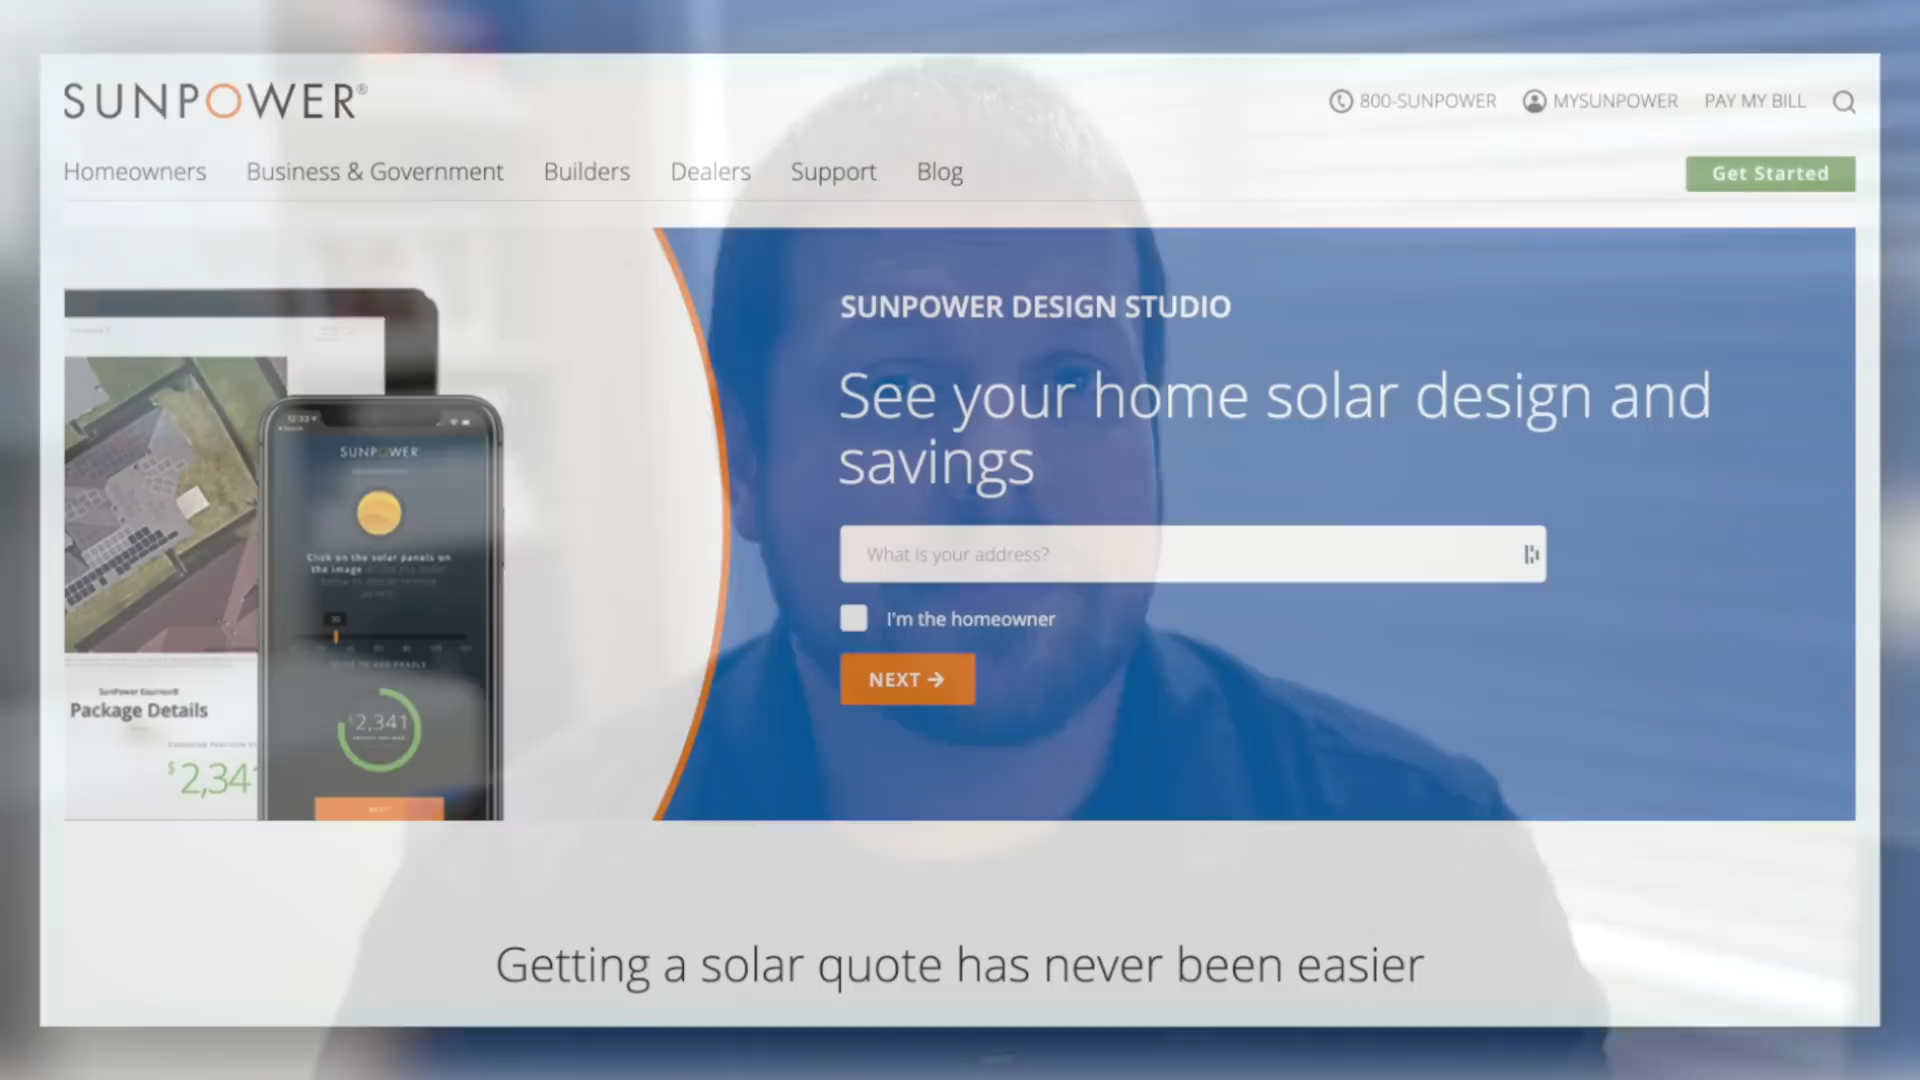 SUNPOWER®
800-SUNPOWER
MYSUNPOWER
PAY MY BILL
Homeowners
Business & Government
Builders
Dealers
Support
Blog
Get Started
SUNPOWER DESIGN STUDIO
See your home solar design and
savings
What is your address?
I'm the homeowner
NEXT →
SUNPOWER
Click on the solar panels on
the image
2,341
SunPower Equinox®
Package Details
$2,34
Getting a solar quote has never been easier